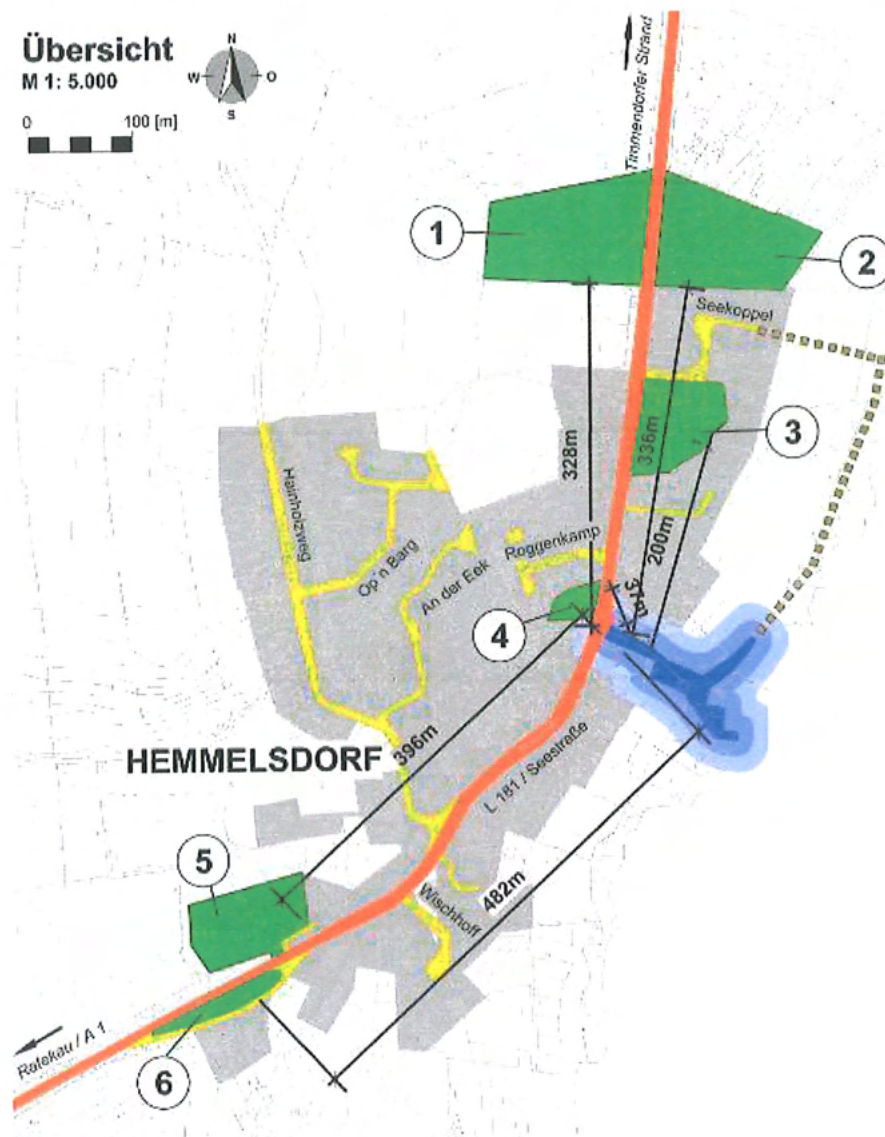 Übersicht
M 1: 5.000
N
W
O
S
0
100 [m]
Timmendorfer Strand
1
2
Seekoppel
3
328m
336m
200m
Hainholzweg
Op'n Barg
An der Eek
Roggenkamp
4
HEMMELSDORF
396m
L 181 / Seestraße
5
482m
Wischhoff
Ratekau / A 1
6